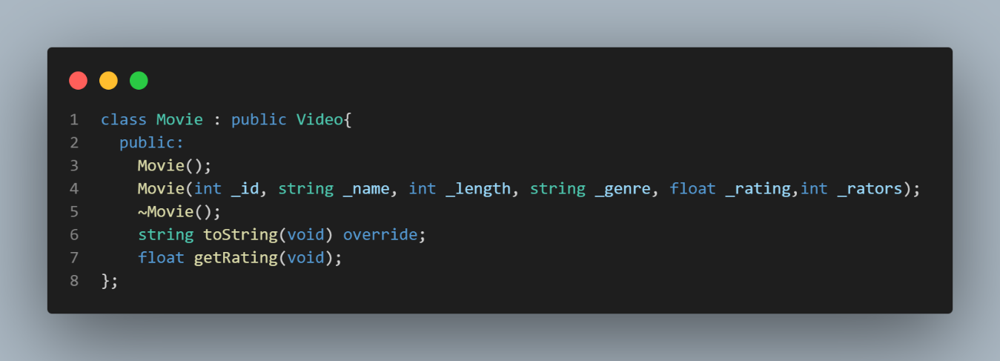 1 class Movie : public Video{
2 public:
3 Movie();
4 Movie(int _id, string _name, int _length, string _genre, float _rating,int _rators);
5 ~Movie();
6 string toString(void) override;
7 float getRating(void);
8 };